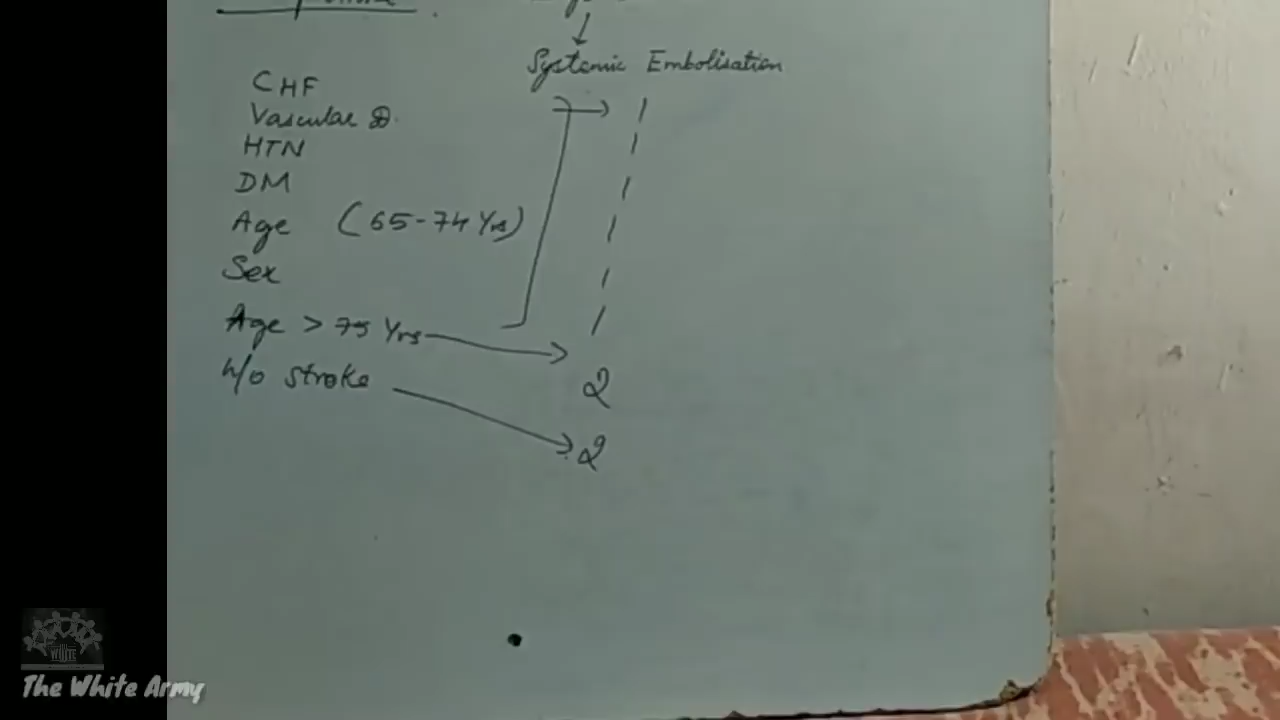 Systemic Embolisation
CHF
Vascular D.
HTN
DM
Age (65-74 Yrs)
Sex
Age > 75 Yrs
h/o stroke
2
2
The White Army